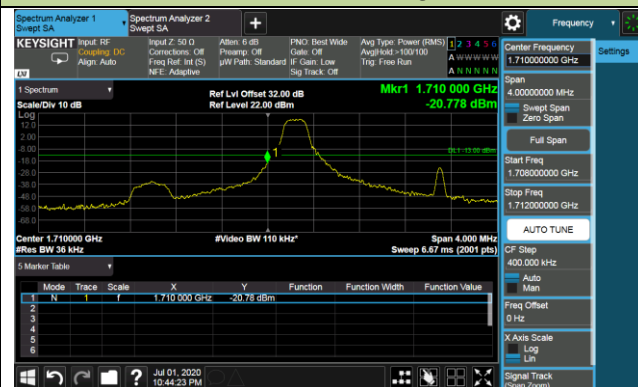 Spectrum Analyzer 1
Swept SA
Spectrum Analyzer 2
Swept SA
+
Frequency
KEYSIGHT
Input: RF
Coupling: DC
Align: Auto
Input Z: 50 Ω
Corrections: Off
Freq Ref: Int (S)
NFE: Adaptive
Atten: 6 dB
Preamp: Off
µW Path: Standard
PNO: Best Wide
Gate: Off
IF Gain: Low
Sig Track: Off
Avg Type: Power (RMS)
Avg|Hold: >100/100
Trig: Free Run
1 2 3 4 5 6
A W W W W W
A N N N N N
LXI
1 Spectrum
Scale/Div 10 dB
Ref Lvl Offset 32.00 dB
Ref Level 22.00 dBm
Mkr1 1.710 000 GHz
-20.778 dBm
Log
12.0
2.00
-8.00
-18.0
-28.0
-38.0
-48.0
-58.0
-68.0
1
DL1 -13.00 dBm
Center 1.710000 GHz
#Res BW 36 kHz
#Video BW 110 kHz*
Span 4.000 MHz
Sweep 6.67 ms (2001 pts)
5 Marker Table
Mode Trace Scale X Y Function Function Width Function Value
1 N 1 f 1.710 000 GHz -20.78 dBm
2
3
4
5
6
Jul 01, 2020
10:44:23 PM
Center Frequency
1.710000000 GHz
Settings
Span
4.00000000 MHz
Swept Span
Zero Span
Full Span
Start Freq
1.708000000 GHz
Stop Freq
1.712000000 GHz
AUTO TUNE
CF Step
400.000 kHz
Auto
Man
Freq Offset
0 Hz
X Axis Scale
Log
Lin
Signal Track
(Span Zoom)